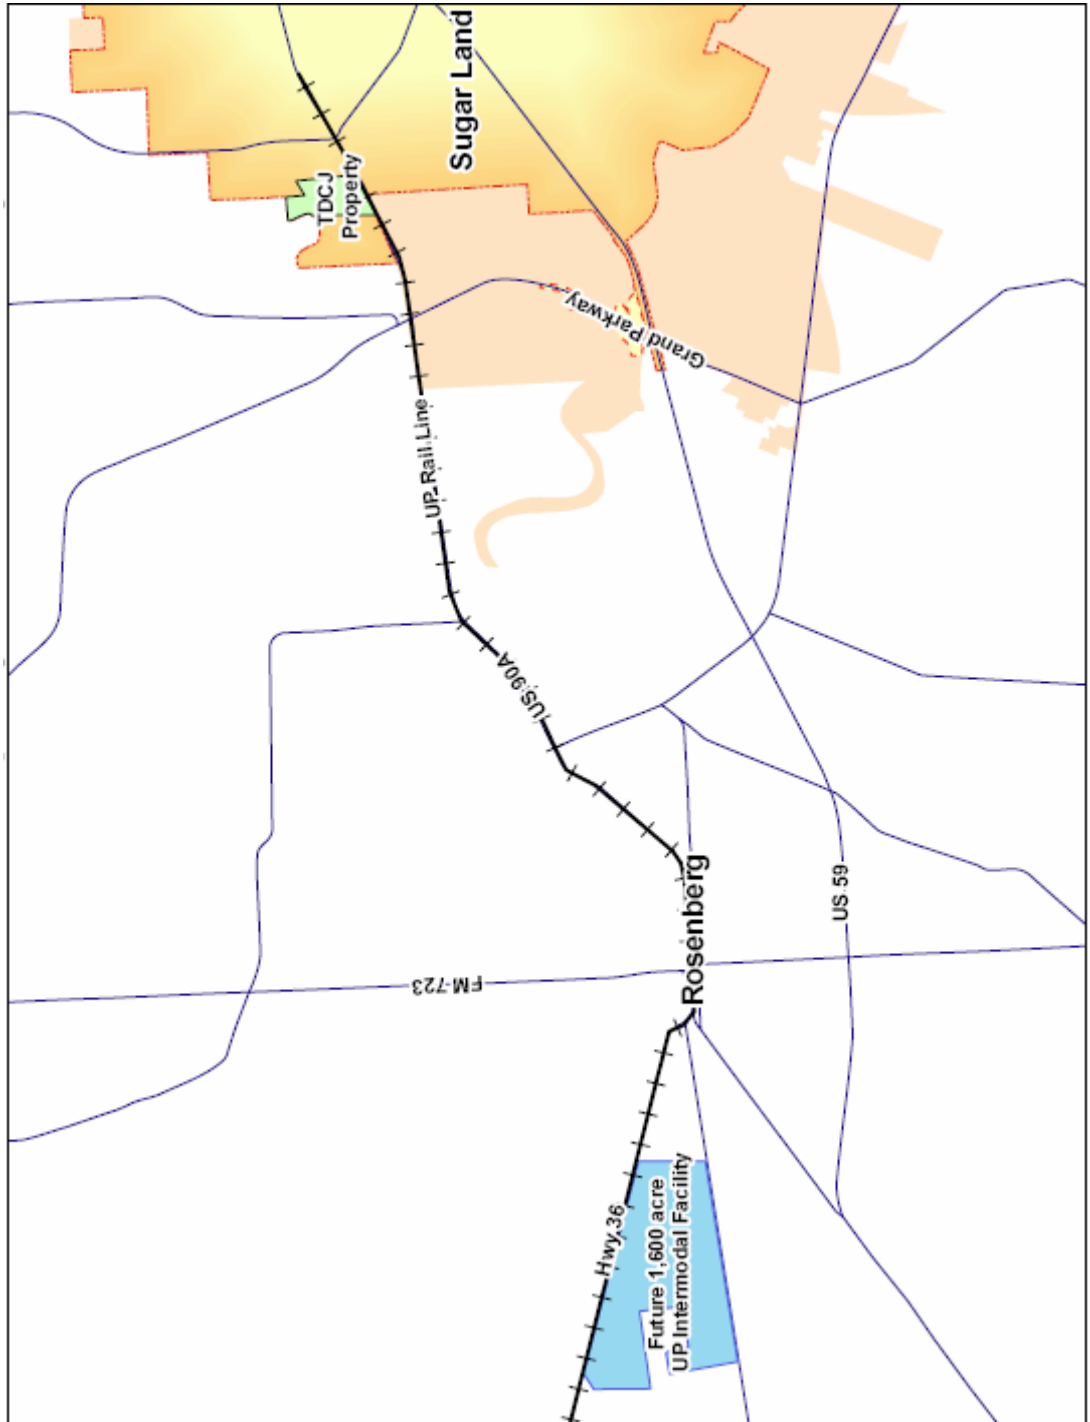 Sugar Land
TDCJ
Property
Grand Parkway
UP Rail Line
US 90A
Rosenberg
US 59
FM-723
Hwy 36
Future 1,600 acre
UP Intermodal Facility